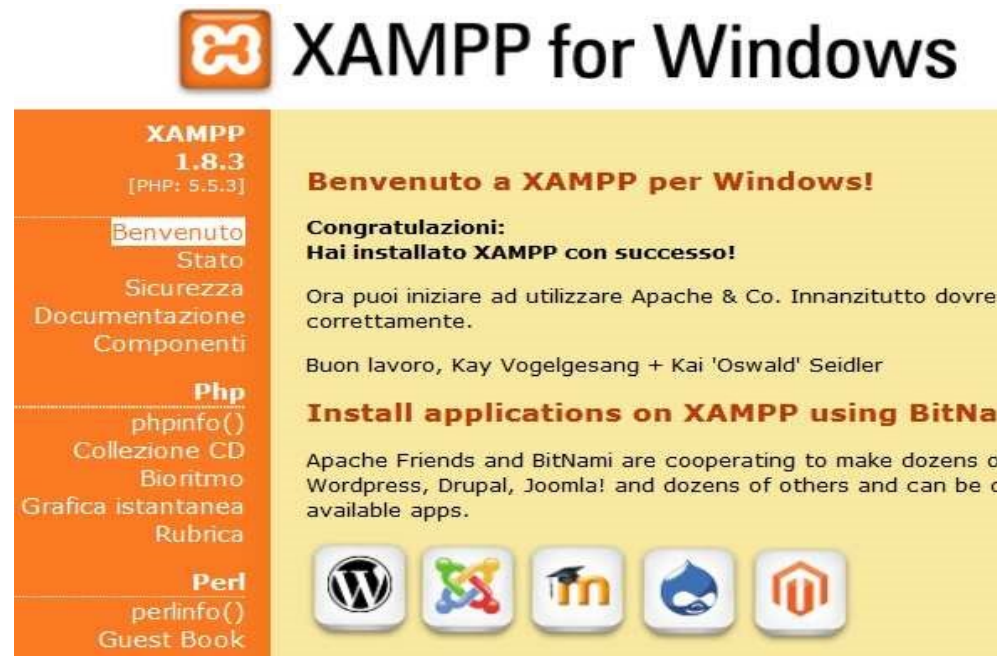 XAMPP for Windows
XAMPP
1.8.3
[PHP: 5.5.3]
Benvenuto
Stato
Sicurezza
Documentazione
Componenti
Php
phpinfo()
Collezione CD
Bioritmo
Grafica istantanea
Rubrica
Perl
perlinfo()
Guest Book
Benvenuto a XAMPP per Windows!
Congratulazioni:
Hai installato XAMPP con successo!
Ora puoi iniziare ad utilizzare Apache & Co. Innanzitutto dovre
correttamente.
Buon lavoro, Kay Vogelgesang + Kai 'Oswald' Seidler
Install applications on XAMPP using BitNa
Apache Friends and BitNami are cooperating to make dozens
Wordpress, Drupal, Joomla! and dozens of others and can be
available apps.